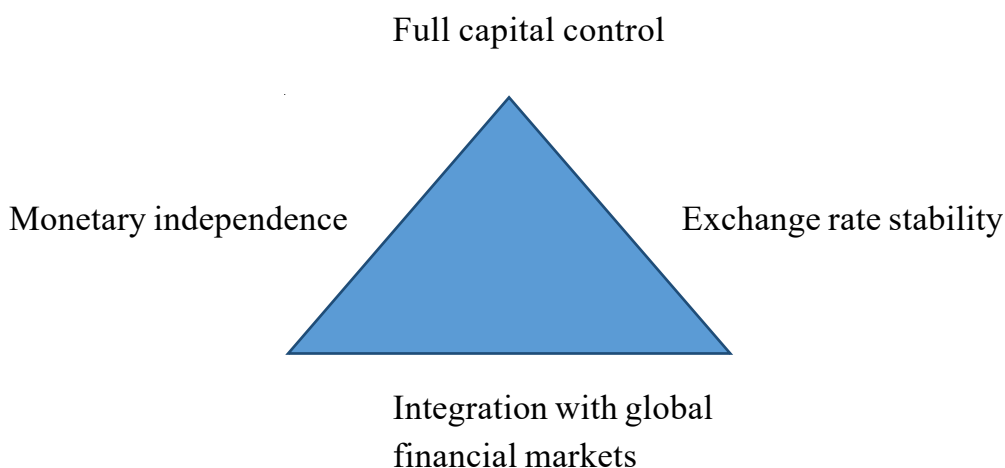 Full capital control
Monetary independence
Exchange rate stability
Integration with global
financial markets